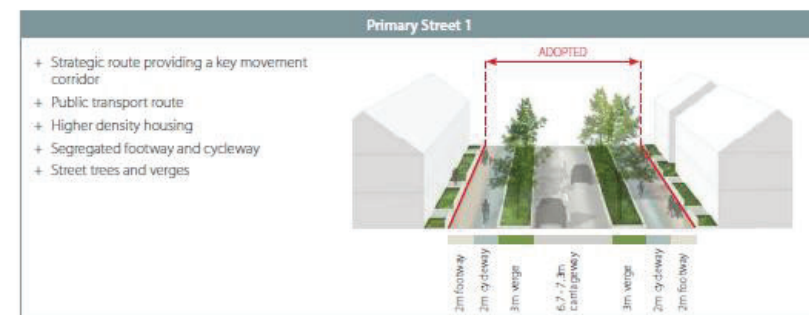 Primary Street 1
+ Strategic route providing a key movement
corridor
+ Public transport route
+ Higher density housing
+ Segregated footway and cycleway
+ Street trees and verges
ADOPTED
2m footway
2m cycleway
3m verge
6.7 - 7.3m
carriageway
3m verge
2m cycleway
2m footway